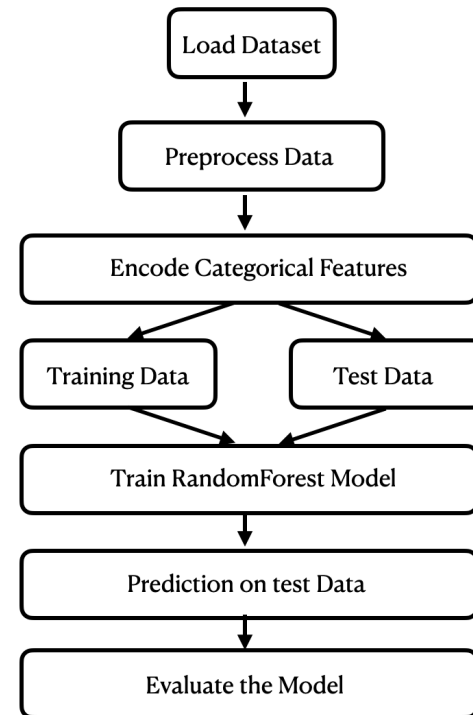 Load Dataset
Preprocess Data
Encode Categorical Features
Training Data
Test Data
Train RandomForest Model
Prediction on test Data
Evaluate the Model